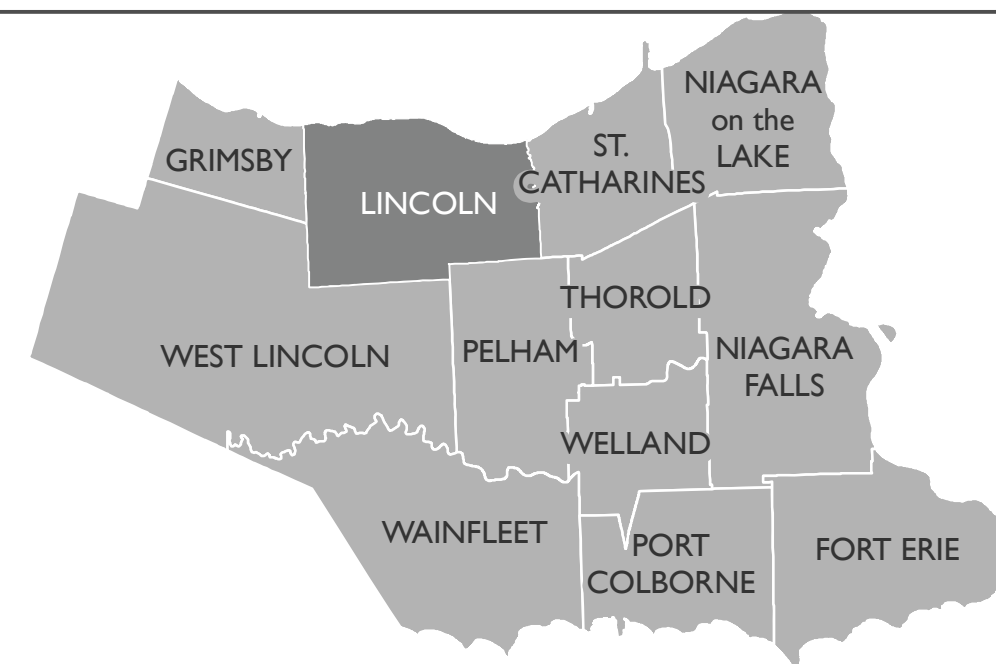 NIAGARA
on the
LAKE
ST.
CATHARINES
GRIMSBY
LINCOLN
THOROLD
WEST LINCOLN
PELHAM
NIAGARA
FALLS
WELLAND
WAINFLEET
PORT
COLBORNE
FORT ERIE